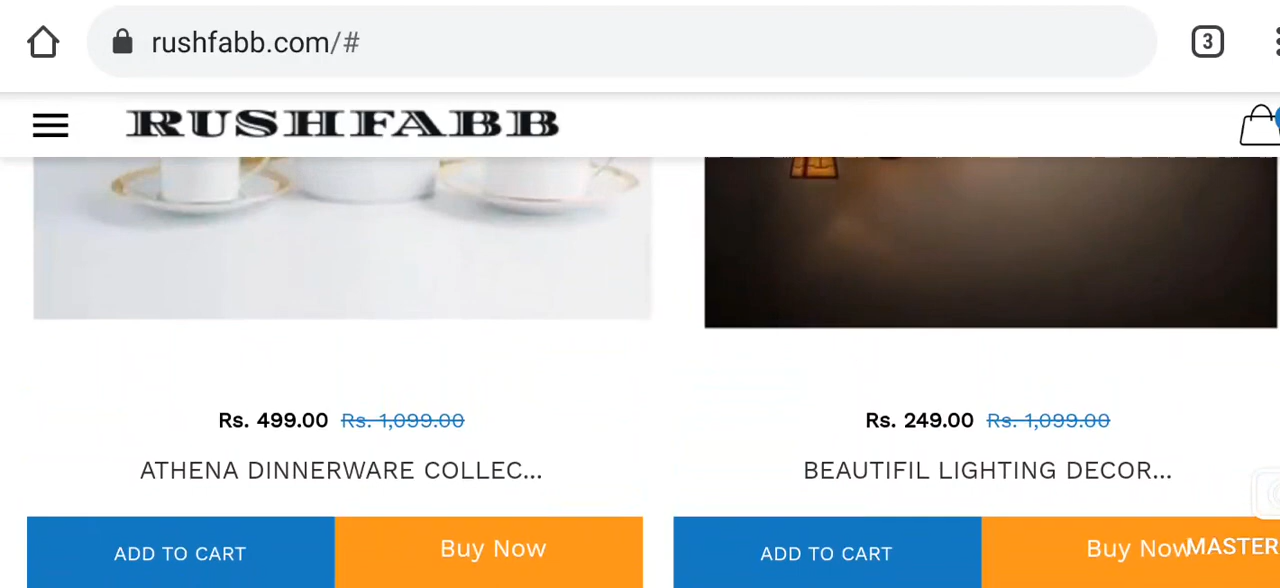 rushfabb.com/#
3
RUSHFABB
Rs. 499.00 Rs. 1,099.00
Rs. 249.00 Rs. 1,099.00
ATHENA DINNERWARE COLLEC...
BEAUTIFIL LIGHTING DECOR...
ADD TO CART
Buy Now
ADD TO CART
Buy Now
MASTER